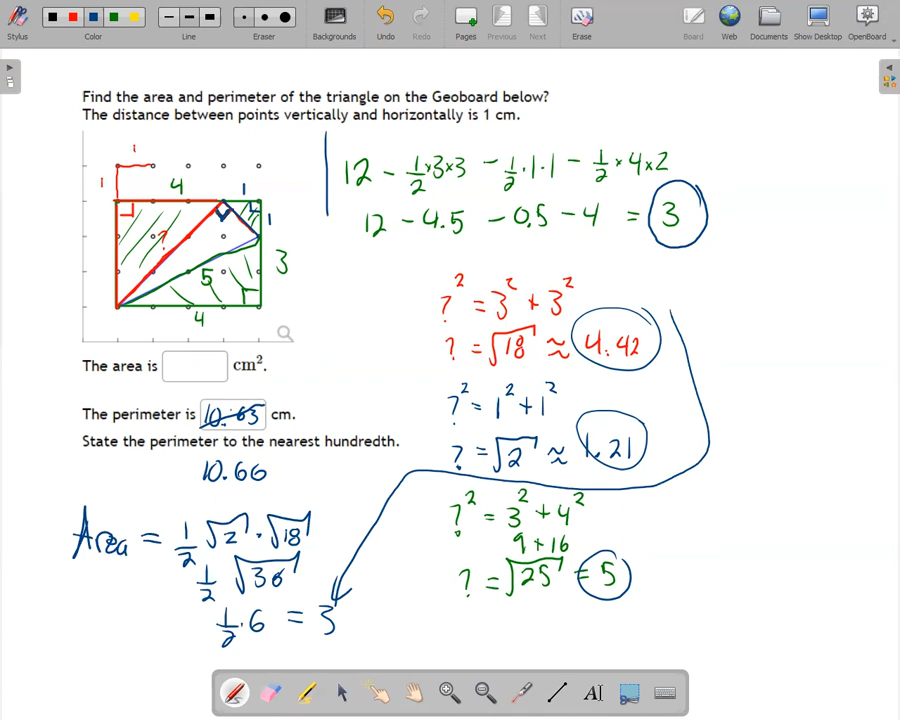 Stylus
Color
Line
Eraser
Backgrounds
Undo
Redo
Pages
Previous
Next
Erase
Board
Web
Documents
Show Desktop
OpenBoard
Find the area and perimeter of the triangle on the Geoboard below?
The distance between points vertically and horizontally is 1 cm.
1
1
4
1
1
?
3
5
4
12 - 1/2 × 3 × 3 - 1/2 · 1 · 1 - 1/2 × 4 × 2
12 - 4.5 - 0.5 - 4 = 3
?² = 3² + 3²
? = √18 ≈ 4.42
?² = 1² + 1²
? = √2 ≈ 1.21
?² = 3² + 4²
9 + 16
? = √25 = 5
The area is cm².
The perimeter is 10.63 cm.
State the perimeter to the nearest hundredth.
10.66
Area = 1/2 √2 · √18
1/2 √36
1/2 · 6 = 3
AI